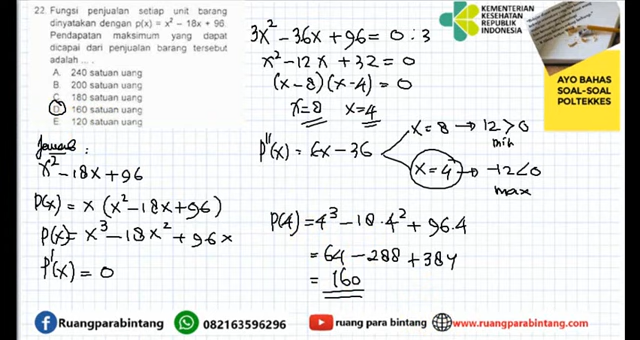 22. Fungsi penjualan setiap unit barang
dinyatakan dengan p(x) = x² – 18x + 96.
Pendapatan maksimum yang dapat
dicapai dari penjualan barang tersebut
adalah ... .
A. 240 satuan uang
B. 200 satuan uang
C. 180 satuan uang
D. 160 satuan uang
E. 120 satuan uang
Jawab :
x² - 18x + 96
P(x) = x (x² - 18x + 96)
P(x) = x³ - 18x² + 96x
P'(x) = 0
3x² - 36x + 96 = 0 : 3
x² - 12x + 32 = 0
(x - 8)(x - 4) = 0
x = 8 x = 4
P"(x) = 6x - 36
x = 8 → 12 > 0
min
x = 4 → -12 < 0
max
P(4) = 4³ - 18.4² + 96.4
= 64 - 288 + 384
= 160
KEMENTERIAN
KESEHATAN
REPUBLIK
INDONESIA
AYO BAHAS
SOAL-SOAL
POLTEKKES
Ruangparabintang
082163596296
ruang para bintang
www.ruangparabintang.com